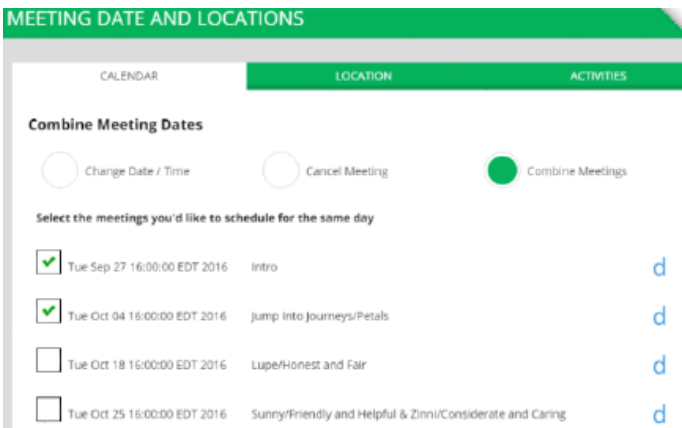 MEETING DATE AND LOCATIONS
CALENDAR LOCATION ACTIVITIES
Combine Meeting Dates
Change Date / Time Cancel Meeting Combine Meetings
Select the meetings you'd like to schedule for the same day
Tue Sep 27 16:00:00 EDT 2016 Intro d
Tue Oct 04 16:00:00 EDT 2016 Jump Into Journeys/Petals d
Tue Oct 18 16:00:00 EDT 2016 Lupe/Honest and Fair d
Tue Oct 25 16:00:00 EDT 2016 Sunny/Friendly and Helpful & Zinni/Considerate and Caring d